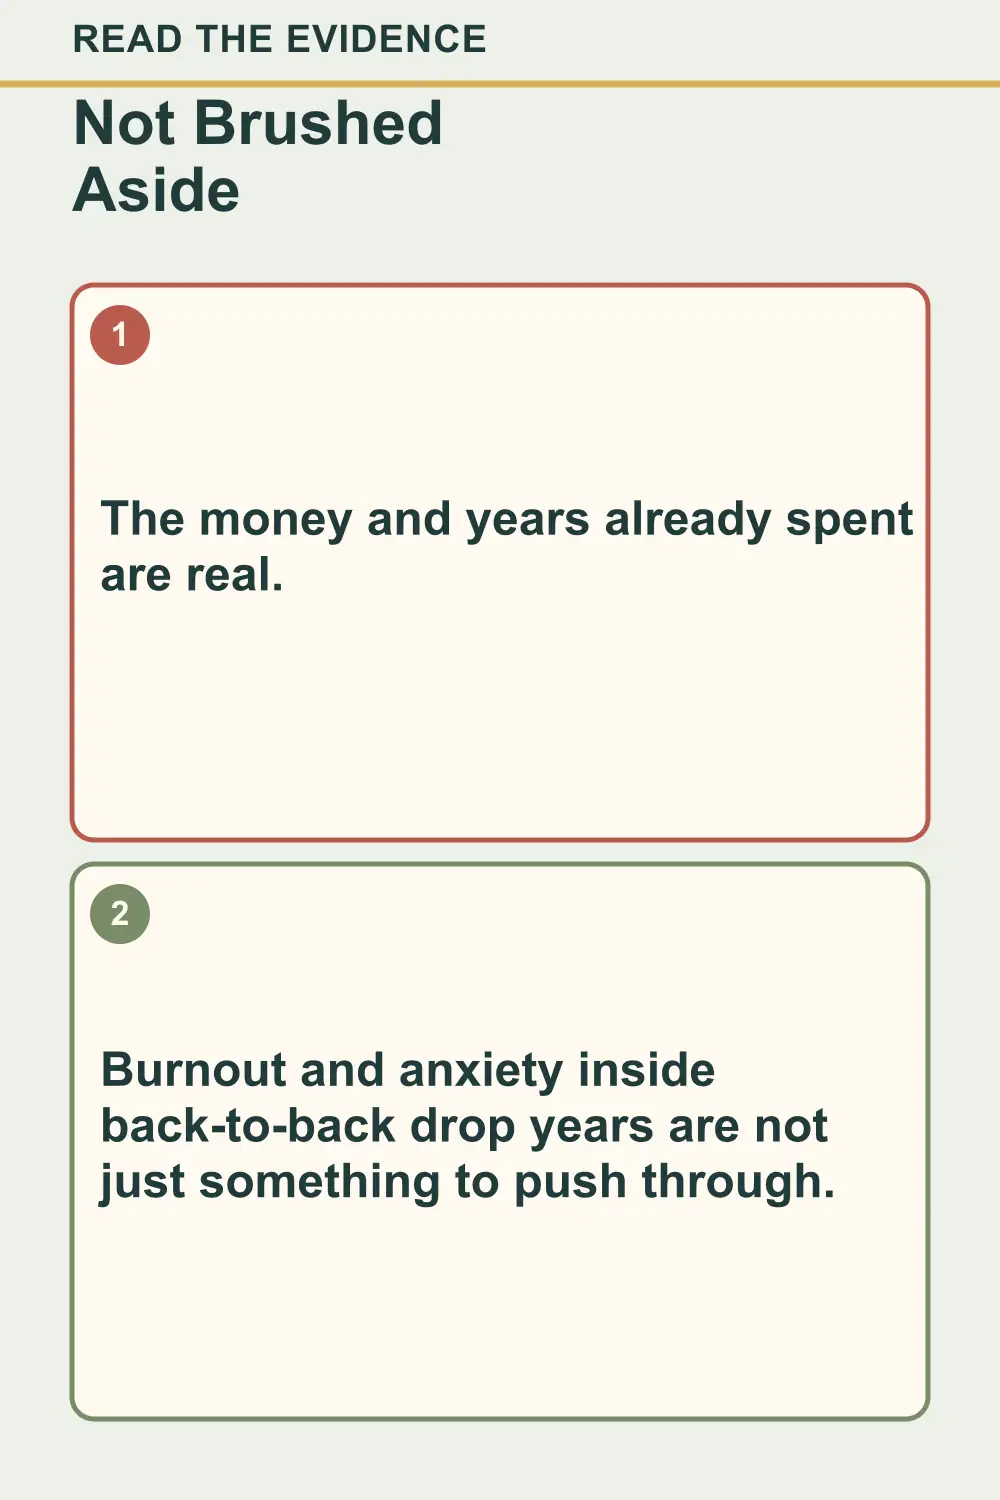 READ THE EVIDENCE
Not Brushed
Aside
1
The money and years already spent
are real.
2
Burnout and anxiety inside
back-to-back drop years are not
just something to push through.